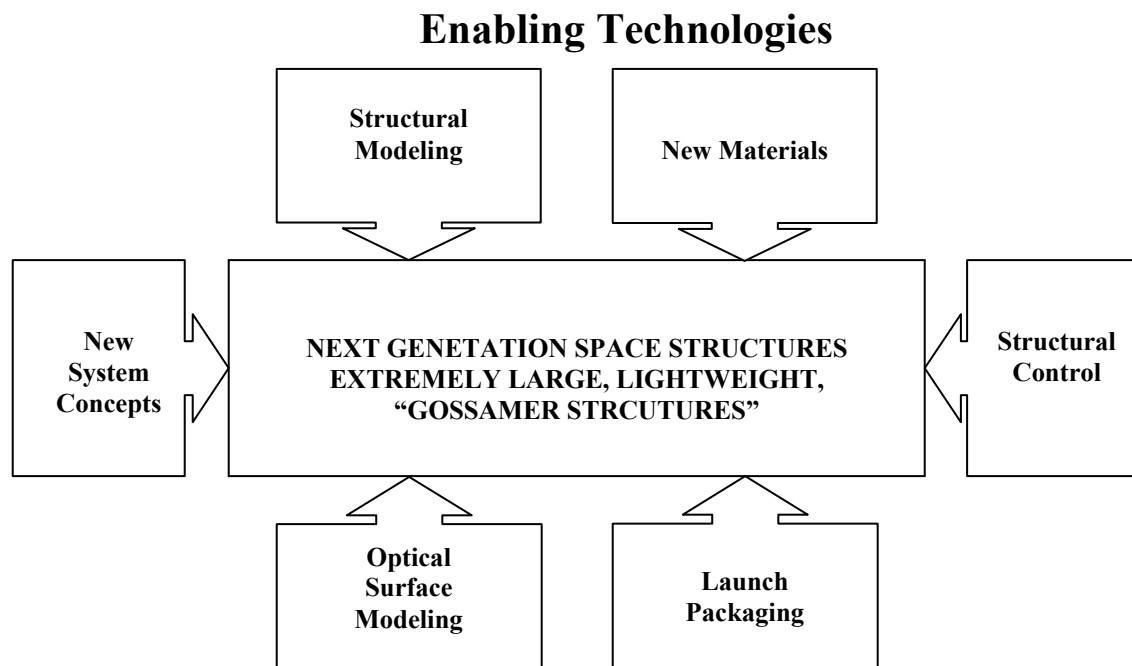 Enabling Technologies
Structural
Modeling
New Materials
New
System
Concepts
NEXT GENETATION SPACE STRUCTURES
EXTREMELY LARGE, LIGHTWEIGHT,
“GOSSAMER STRCUTURES”
Structural
Control
Optical
Surface
Modeling
Launch
Packaging